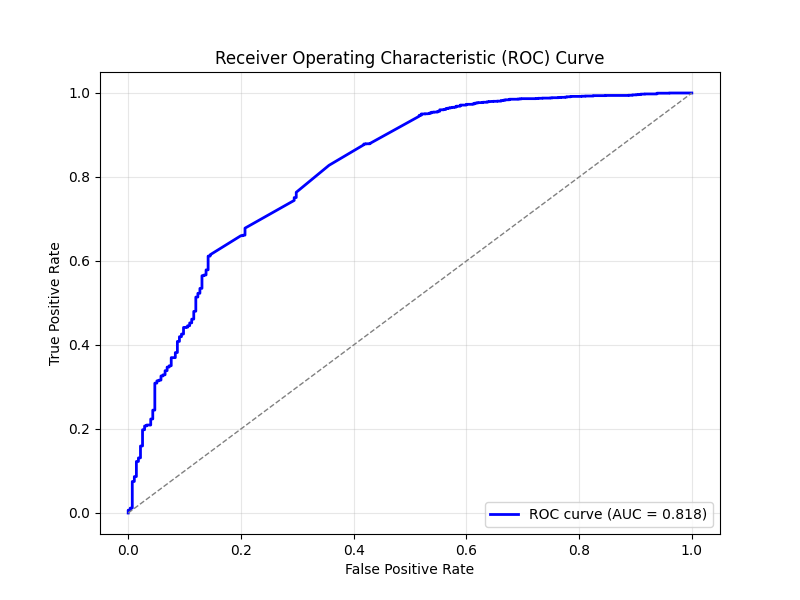 Receiver Operating Characteristic (ROC) Curve
True Positive Rate
1.0
0.8
0.6
0.4
0.2
0.0
ROC curve (AUC = 0.818)
0.0 0.2 0.4 0.6 0.8 1.0
False Positive Rate